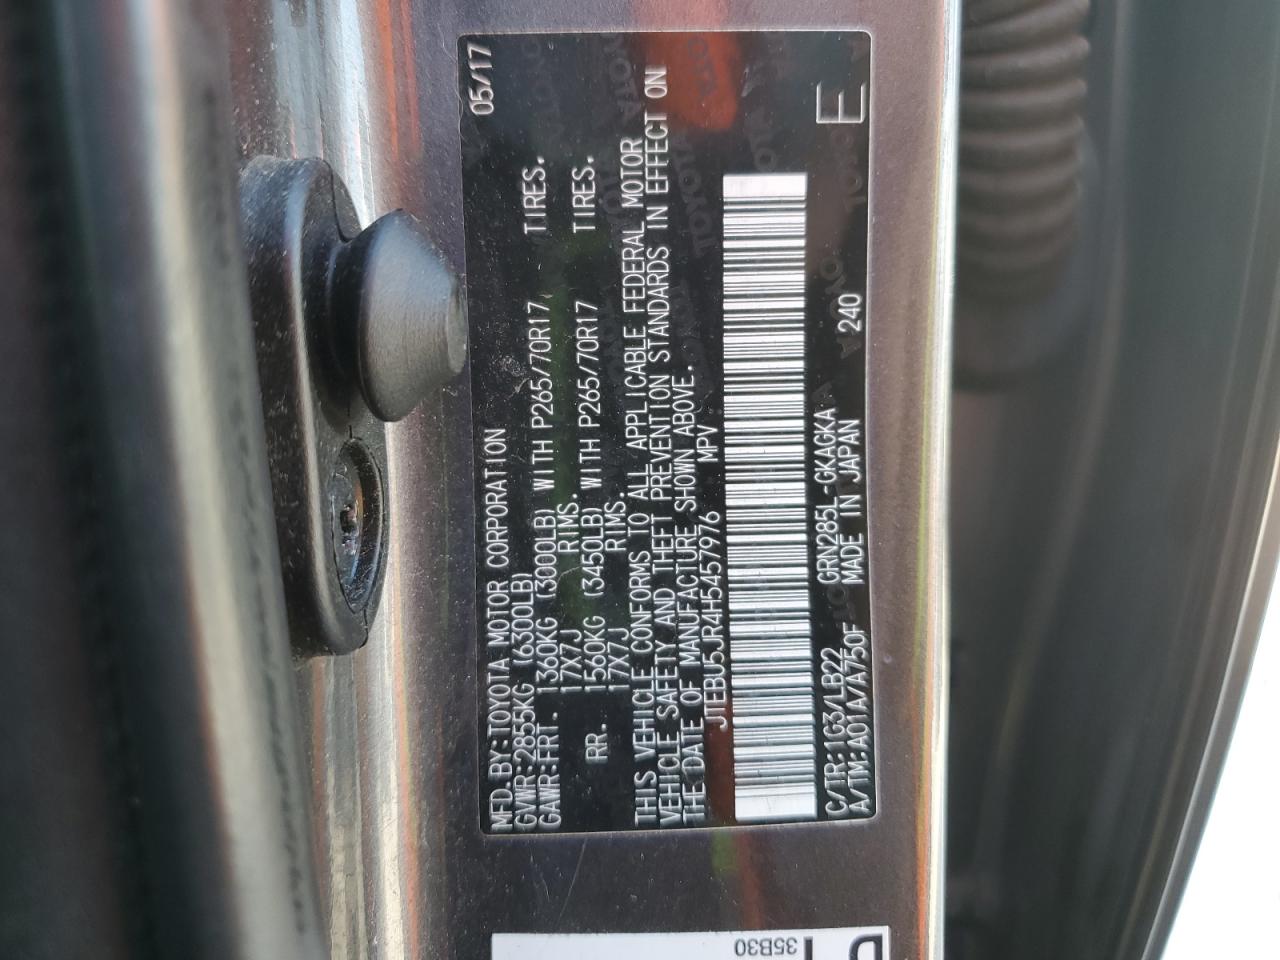 MFD.BY:TOYOTA MOTOR CORPORATION 05/17
GVWR:2855KG (6300LB)
GAWR:FRT. 1360KG (3000LB) WITH P265/70R17 TIRES.
17X7J RIMS.
RR. 1560KG (3450LB) WITH P265/70R17 TIRES.
17X7J RIMS.
THIS VEHICLE CONFORMS TO ALL APPLICABLE FEDERAL MOTOR
VEHICLE SAFETY AND THEFT PREVENTION STANDARDS IN EFFECT ON
THE DATE OF MANUFACTURE SHOWN ABOVE.
JTEBU5JR4H5457976 MPV
C/TR:1G3/LB22 GRN285L-GKAGKA
A/TM:A01A/A750F MADE IN JAPAN 240 E
35B30